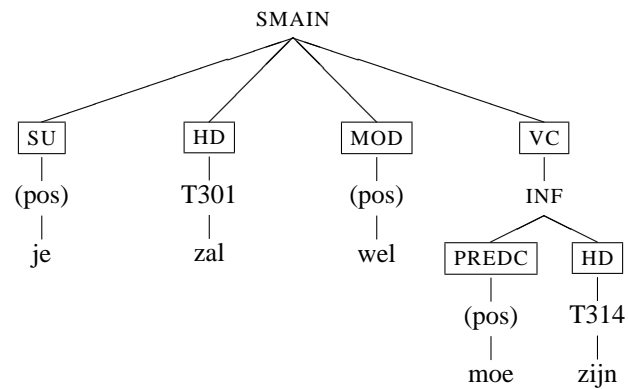 SMAIN
SU HD MOD VC
(pos) T301 (pos) INF
je zal wel PREDC HD
(pos) T314
moe zijn